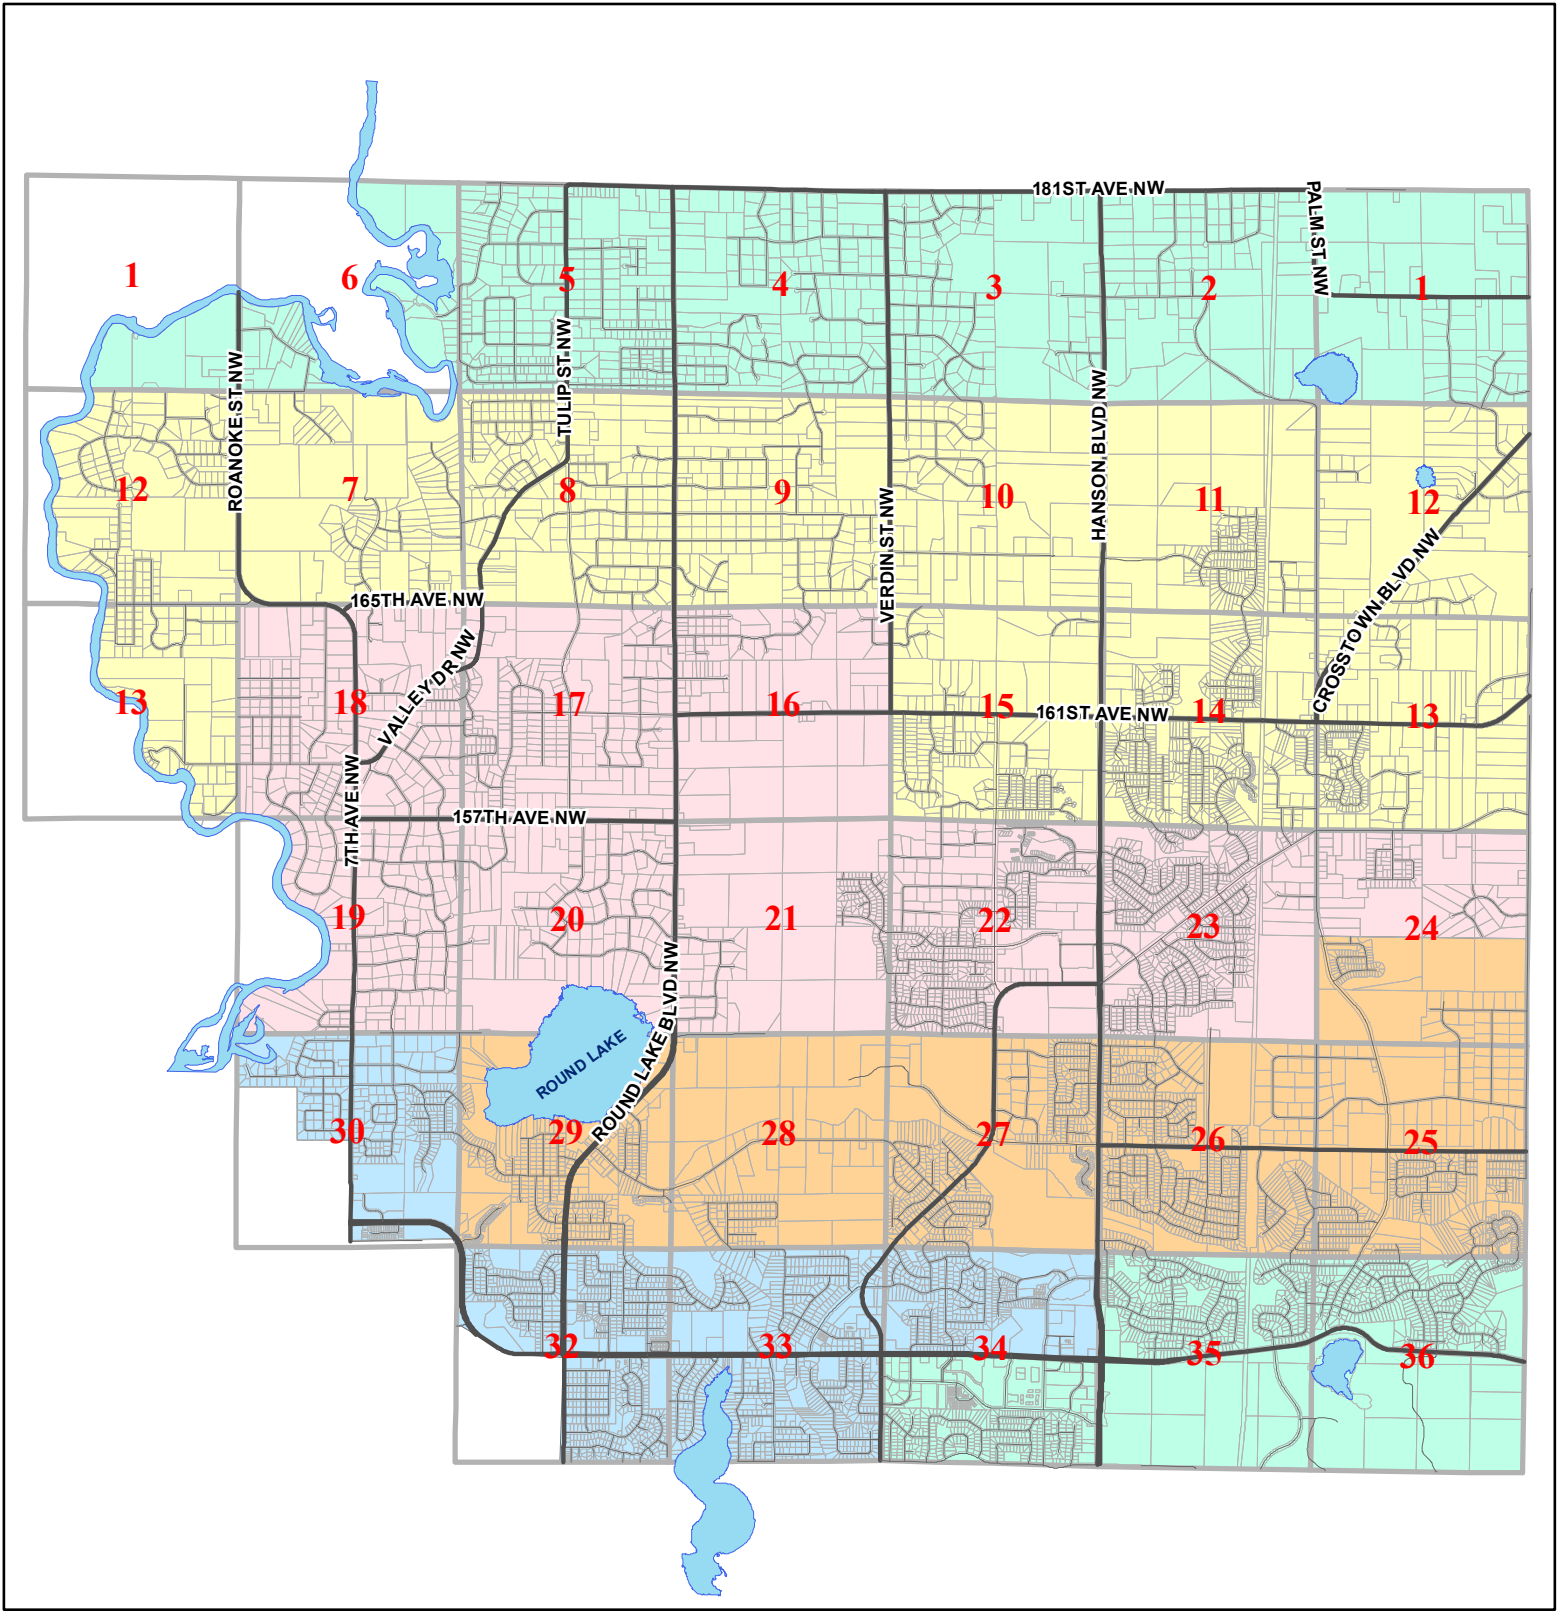 181ST AVE NW
PALM ST NW
1
6
5
4
3
2
1
ROANOKE ST NW
TULIP ST NW
HANSON BLVD NW
12
7
8
9
10
11
12
VERDIN ST NW
CROSSTOWN BLVD NW
165TH AVE NW
VALLEY DR NW
13
18
17
16
15
161ST AVE NW
14
13
7TH AVE NW
157TH AVE NW
19
20
21
22
23
24
ROUND LAKE BLVD NW
ROUND LAKE
30
29
28
27
26
25
32
33
34
35
36